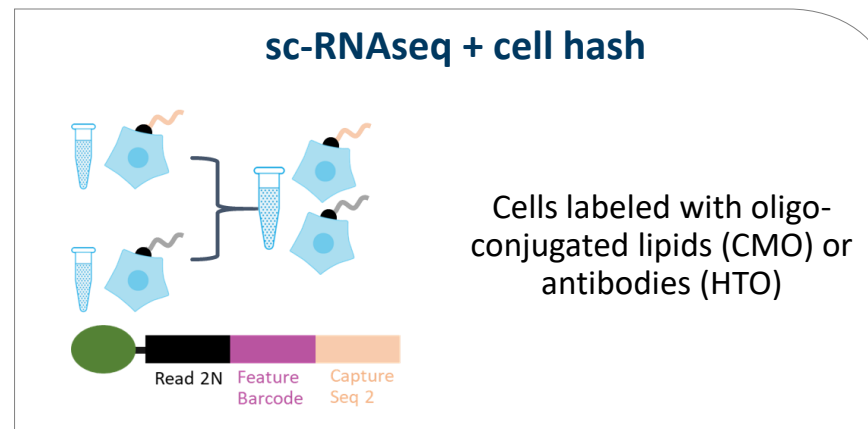 sc-RNAseq + cell hash
Cells labeled with oligo-
conjugated lipids (CMO) or
antibodies (HTO)
Read 2N
Feature
Barcode
Capture
Seq 2